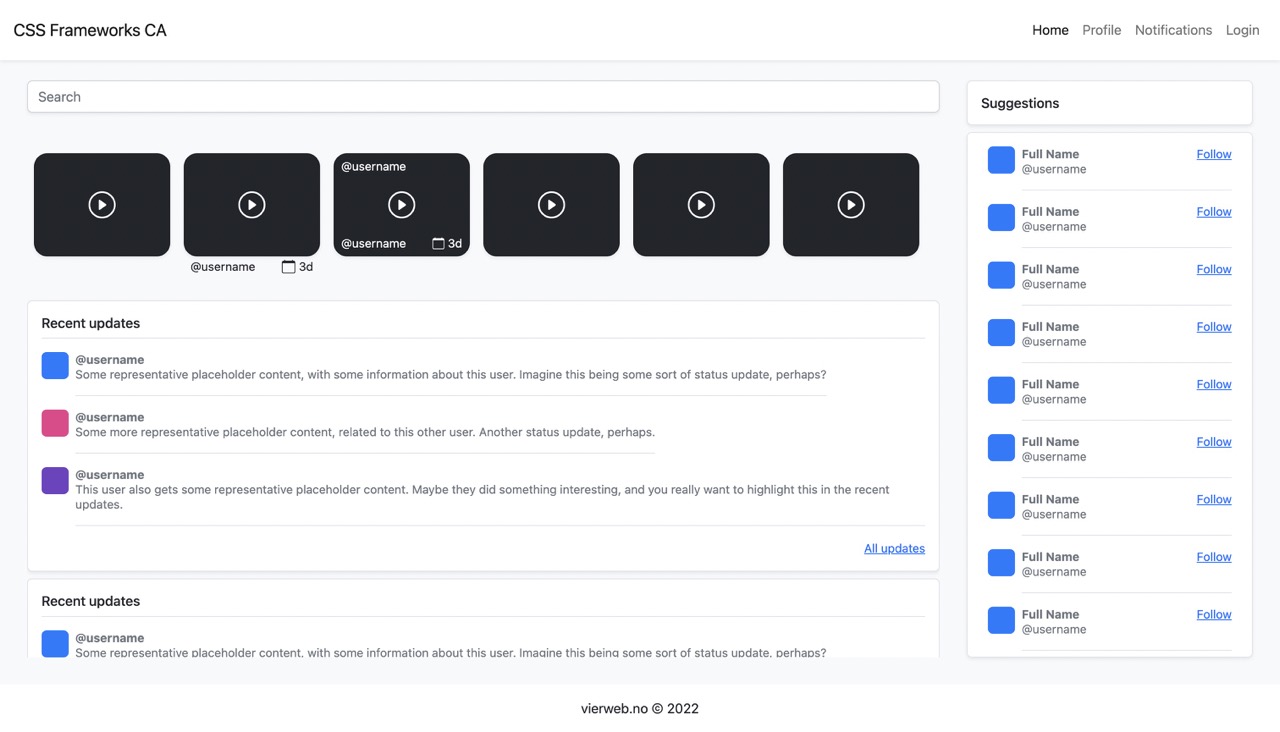 CSS Frameworks CA
Home Profile Notifications Login
Search
@username
@username 3d
@username 3d
Recent updates
@username
Some representative placeholder content, with some information about this user. Imagine this being some sort of status update, perhaps?
@username
Some more representative placeholder content, related to this other user. Another status update, perhaps.
@username
This user also gets some representative placeholder content. Maybe they did something interesting, and you really want to highlight this in the recent
updates.
All updates
Recent updates
@username
Some representative placeholder content, with some information about this user. Imagine this being some sort of status update, perhaps?
Suggestions
Full Name Follow
@username
Full Name Follow
@username
Full Name Follow
@username
Full Name Follow
@username
Full Name Follow
@username
Full Name Follow
@username
Full Name Follow
@username
Full Name Follow
@username
Full Name Follow
@username
vierweb.no © 2022